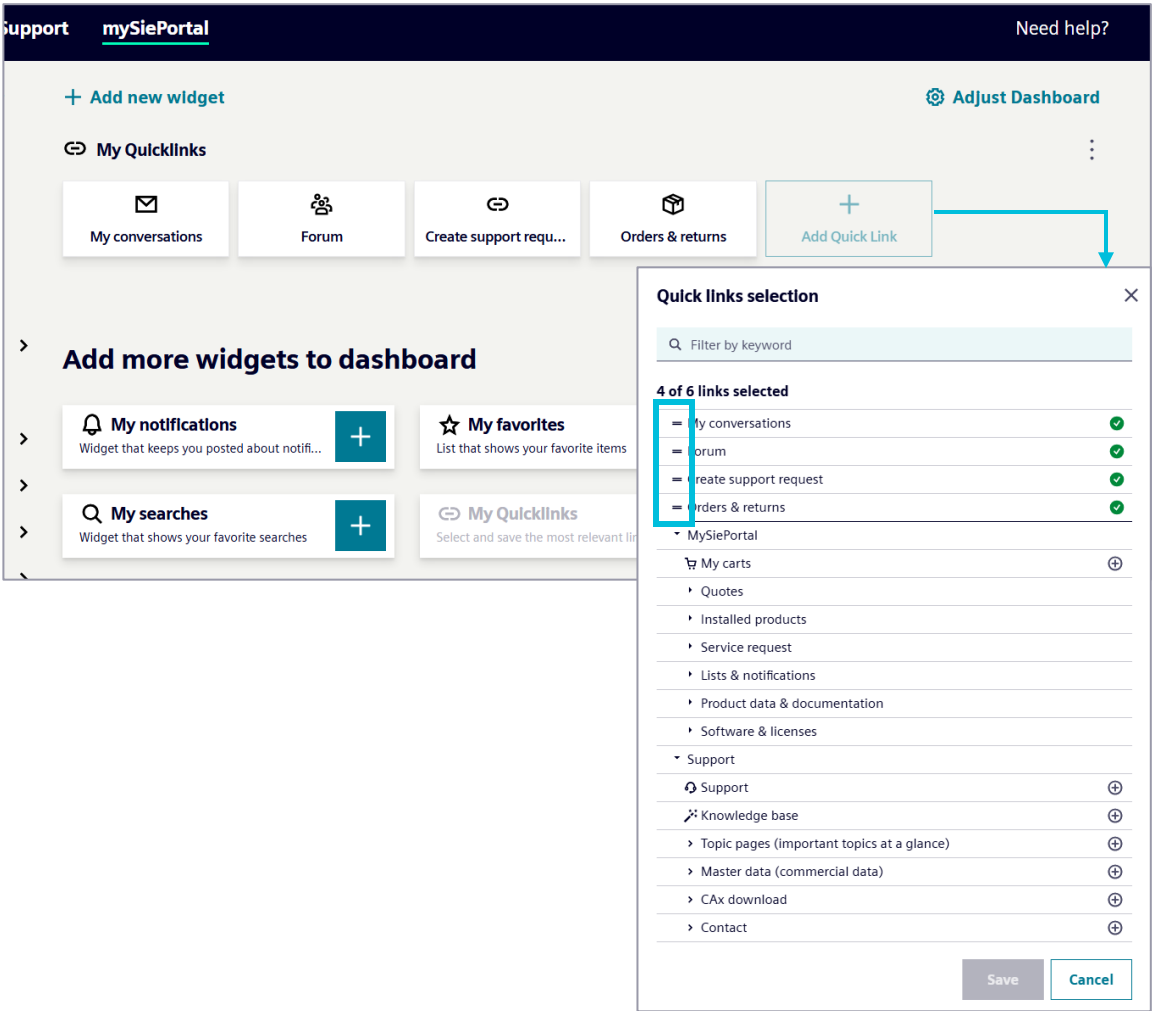 Support mySiePortal Need help?
Add new widget Adjust Dashboard
My Quicklinks
My conversations Forum Create support requ... Orders & returns Add Quick Link
Add more widgets to dashboard
My notifications
Widget that keeps you posted about notifi...
My favorites
List that shows your favorite items
My searches
Widget that shows your favorite searches
My Quicklinks
Select and save the most relevant lin
Quick links selection
Filter by keyword
4 of 6 links selected
My conversations
Forum
Create support request
Orders & returns
MySiePortal
My carts
Quotes
Installed products
Service request
Lists & notifications
Product data & documentation
Software & licenses
Support
Support
Knowledge base
Topic pages (important topics at a glance)
Master data (commercial data)
CAx download
Contact
Save Cancel